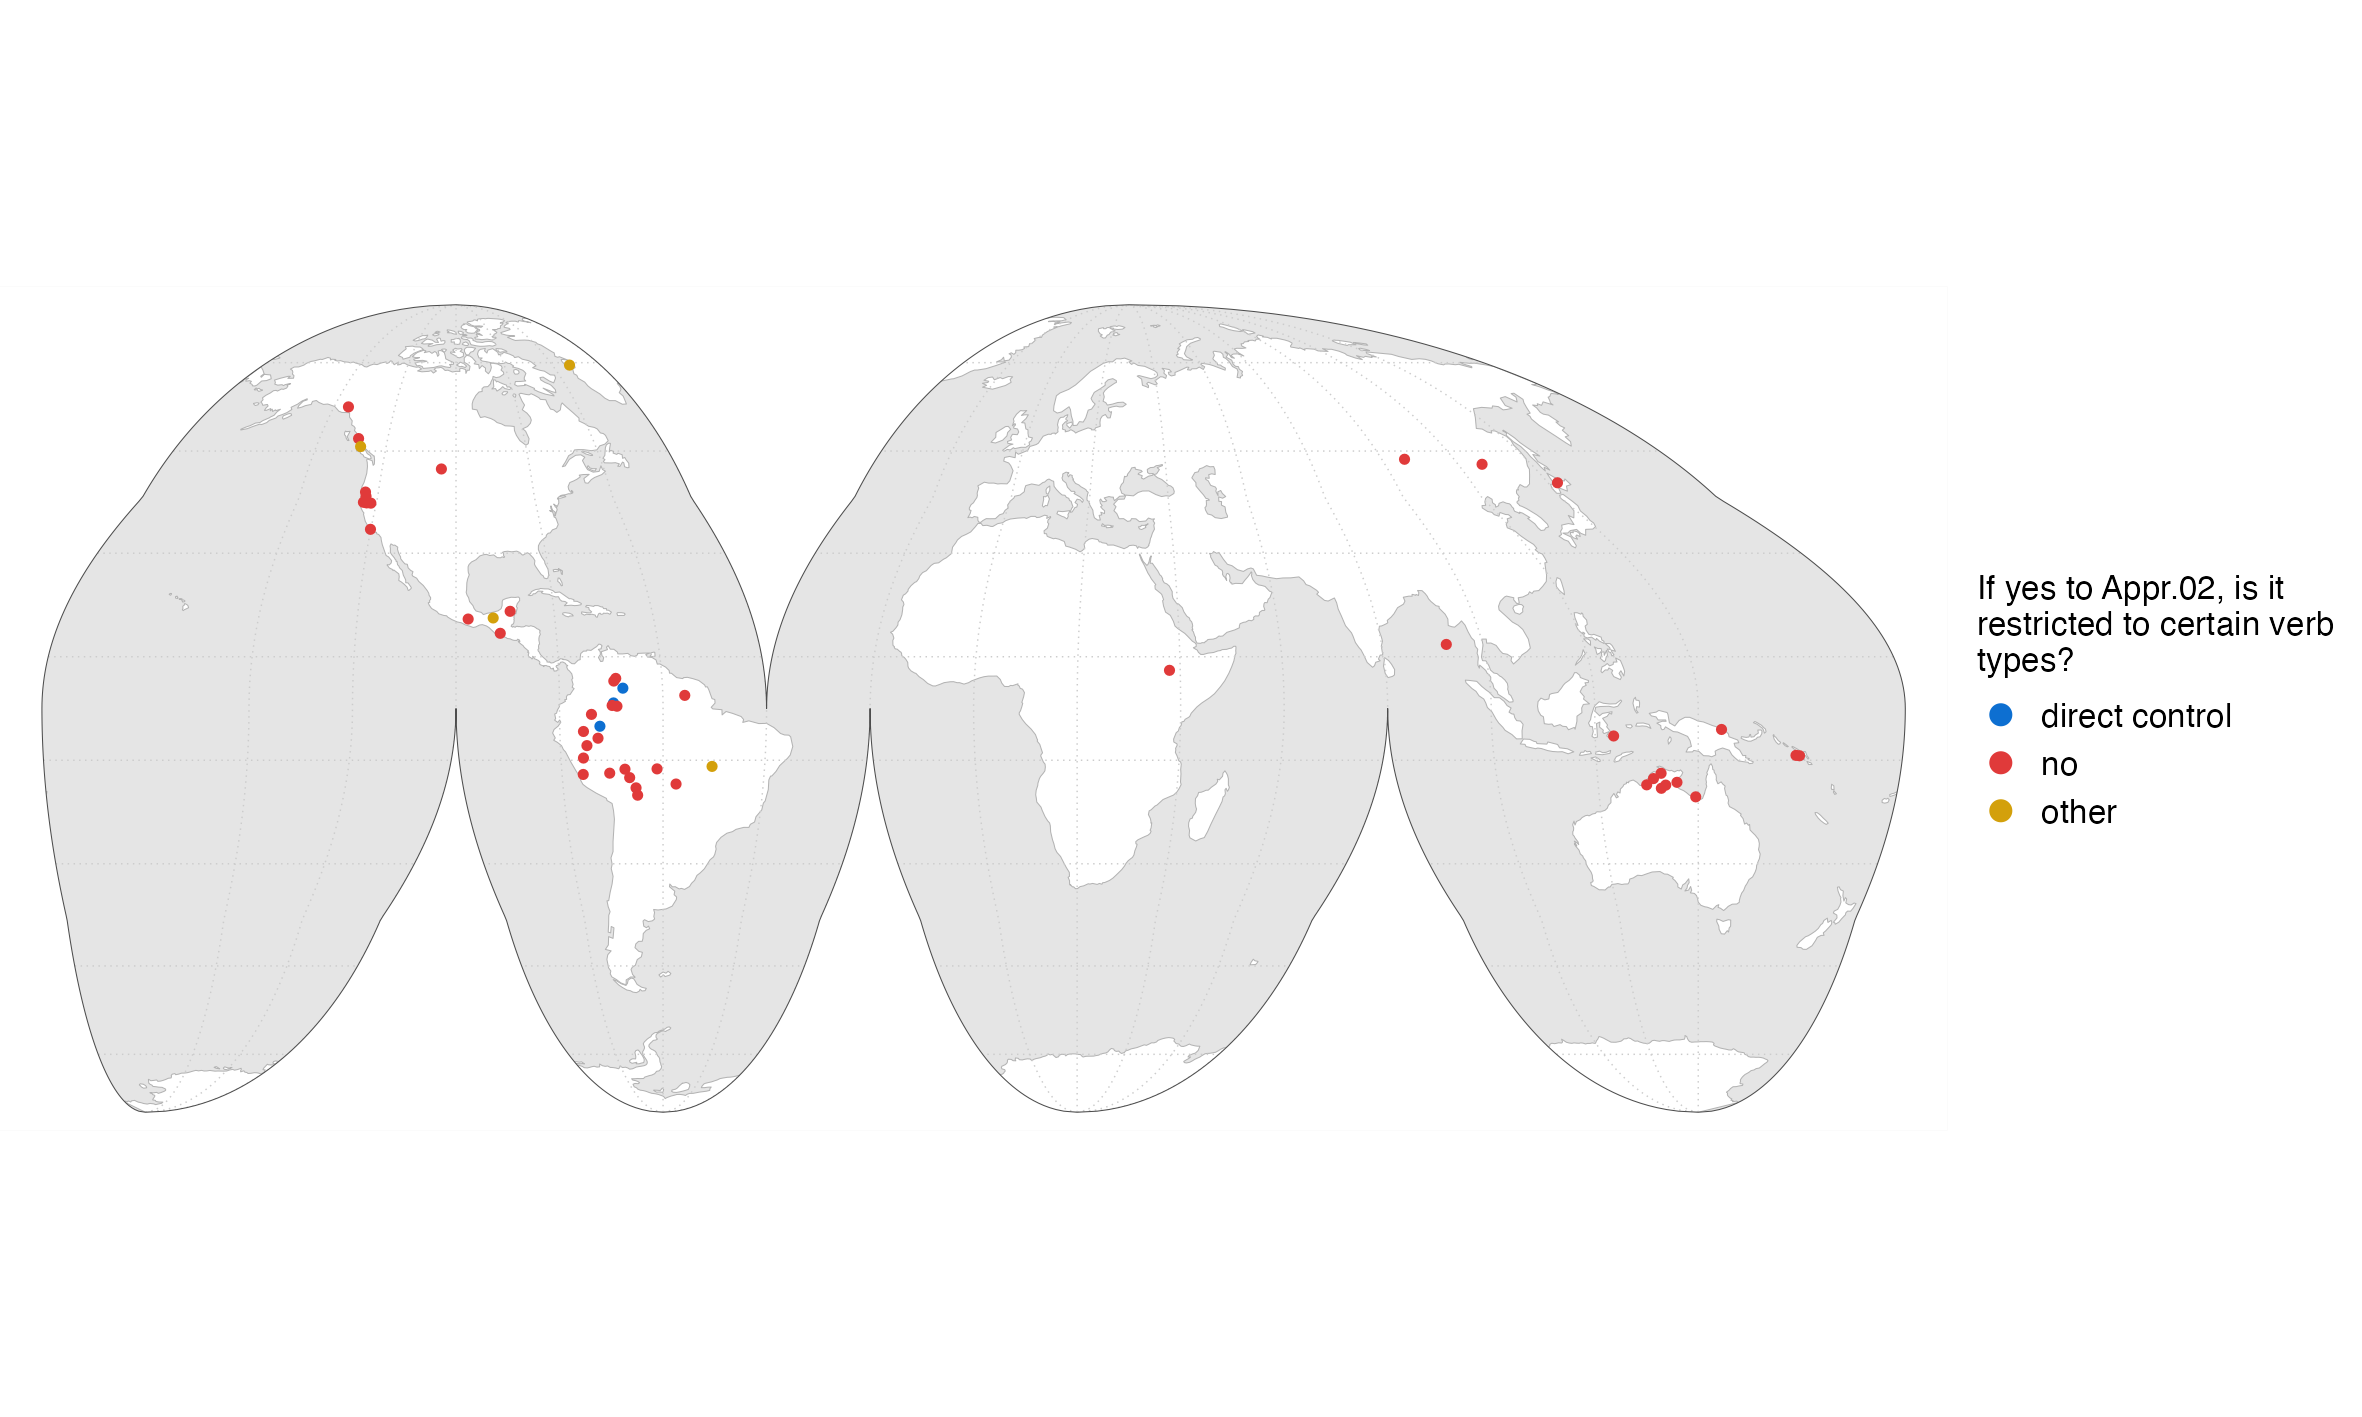 If yes to Appr.02, is it
restricted to certain verb
types?
direct control
no
other